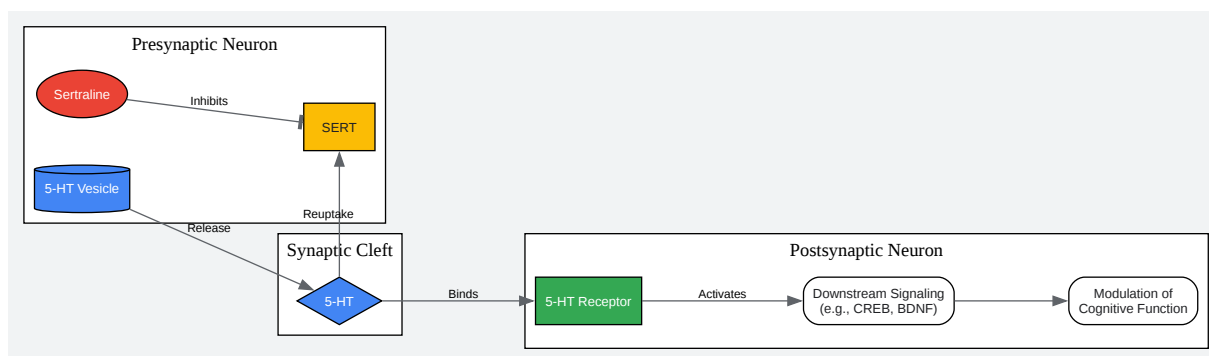 Presynaptic Neuron
Sertraline
Inhibits
SERT
5-HT Vesicle
Release
Reuptake
Synaptic Cleft
5-HT
Binds
Postsynaptic Neuron
5-HT Receptor
Activates
Downstream Signaling
(e.g., CREB, BDNF)
Modulation of
Cognitive Function